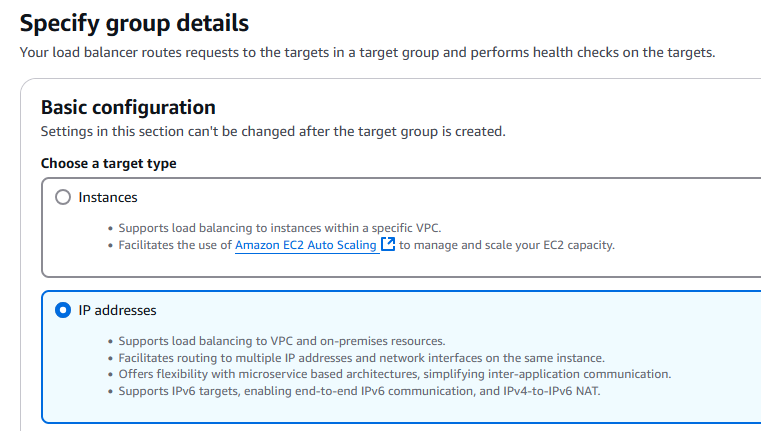 Specify group details
Your load balancer routes requests to the targets in a target group and performs health checks on the targets.
Basic configuration
Settings in this section can't be changed after the target group is created.
Choose a target type
Instances
• Supports load balancing to instances within a specific VPC.
• Facilitates the use of Amazon EC2 Auto Scaling to manage and scale your EC2 capacity.
IP addresses
• Supports load balancing to VPC and on-premises resources.
• Facilitates routing to multiple IP addresses and network interfaces on the same instance.
• Offers flexibility with microservice based architectures, simplifying inter-application communication.
• Supports IPv6 targets, enabling end-to-end IPv6 communication, and IPv4-to-IPv6 NAT.